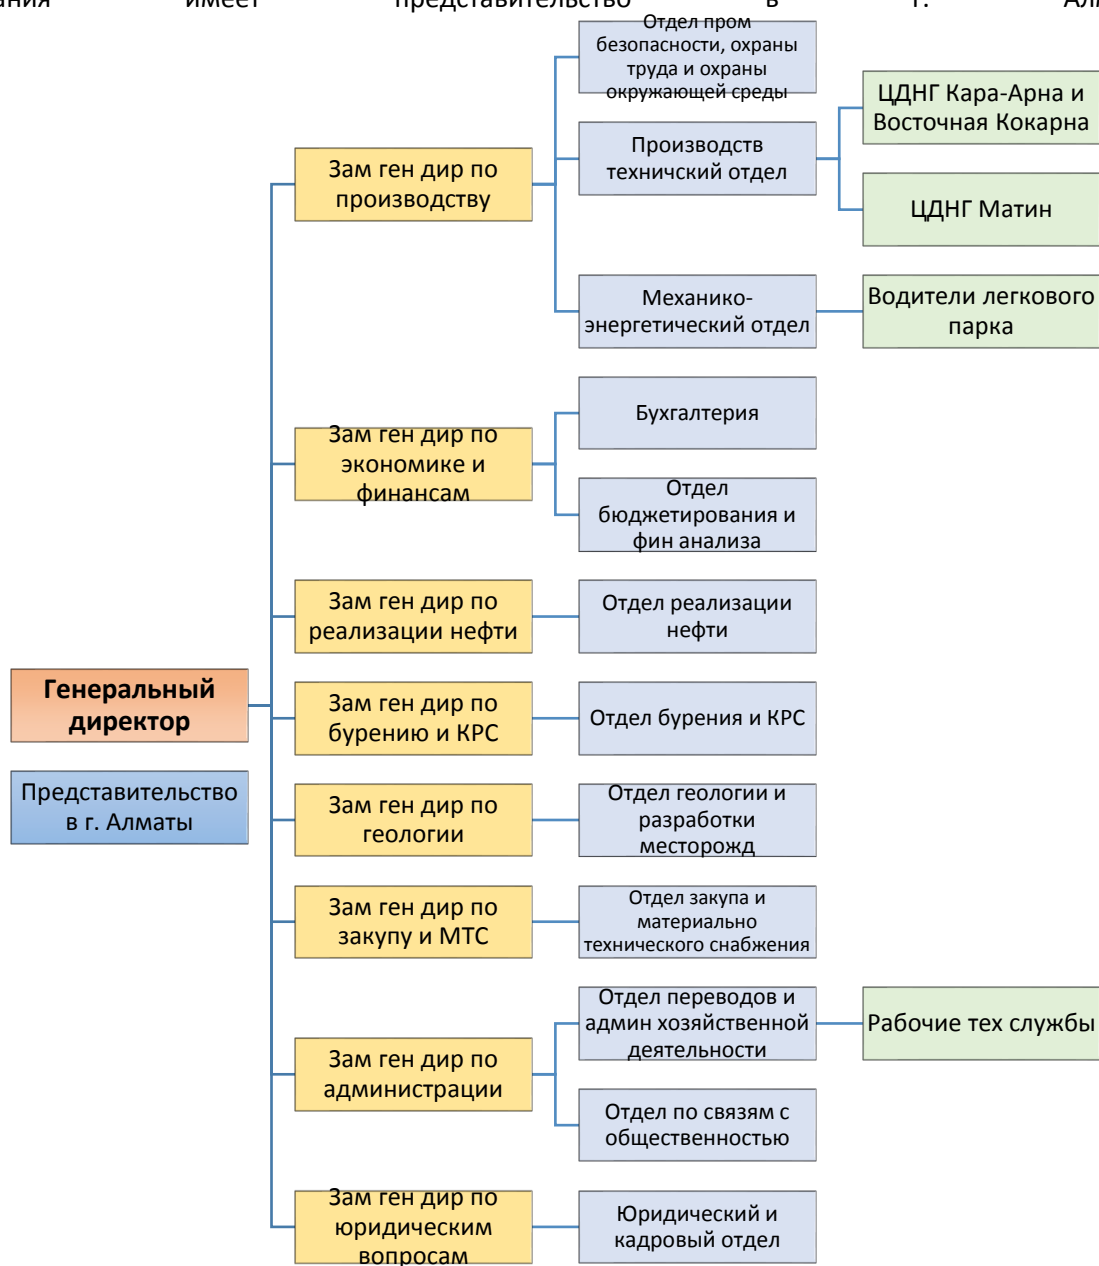 имеет представительство в г.
Отдел пром
безопасности, охраны
труда и охраны
окружающей среды
ЦДНГ Кара-Арна и
Восточная Кокарна
Производств
техничский отдел
Зам ген дир по
производству
ЦДНГ Матин
Механико-
энергетический отдел
Водители легкового
парка
Бухгалтерия
Зам ген дир по
экономике и
финансам
Отдел
бюджетирования и
фин анализа
Зам ген дир по
реализации нефти
Отдел реализации
нефти
Генеральный
директор
Зам ген дир по
бурению и КРС
Отдел бурения и КРС
Представительство
в г. Алматы
Зам ген дир по
геологии
Отдел геологии и
разработки
месторожд
Зам ген дир по
закупу и МТС
Отдел закупа и
материально
технического снабжения
Отдел переводов и
админ хозяйственной
деятельности
Рабочие тех службы
Зам ген дир по
администрации
Отдел по связям с
общественностью
Зам ген дир по
юридическим
вопросам
Юридический и
кадровый отдел